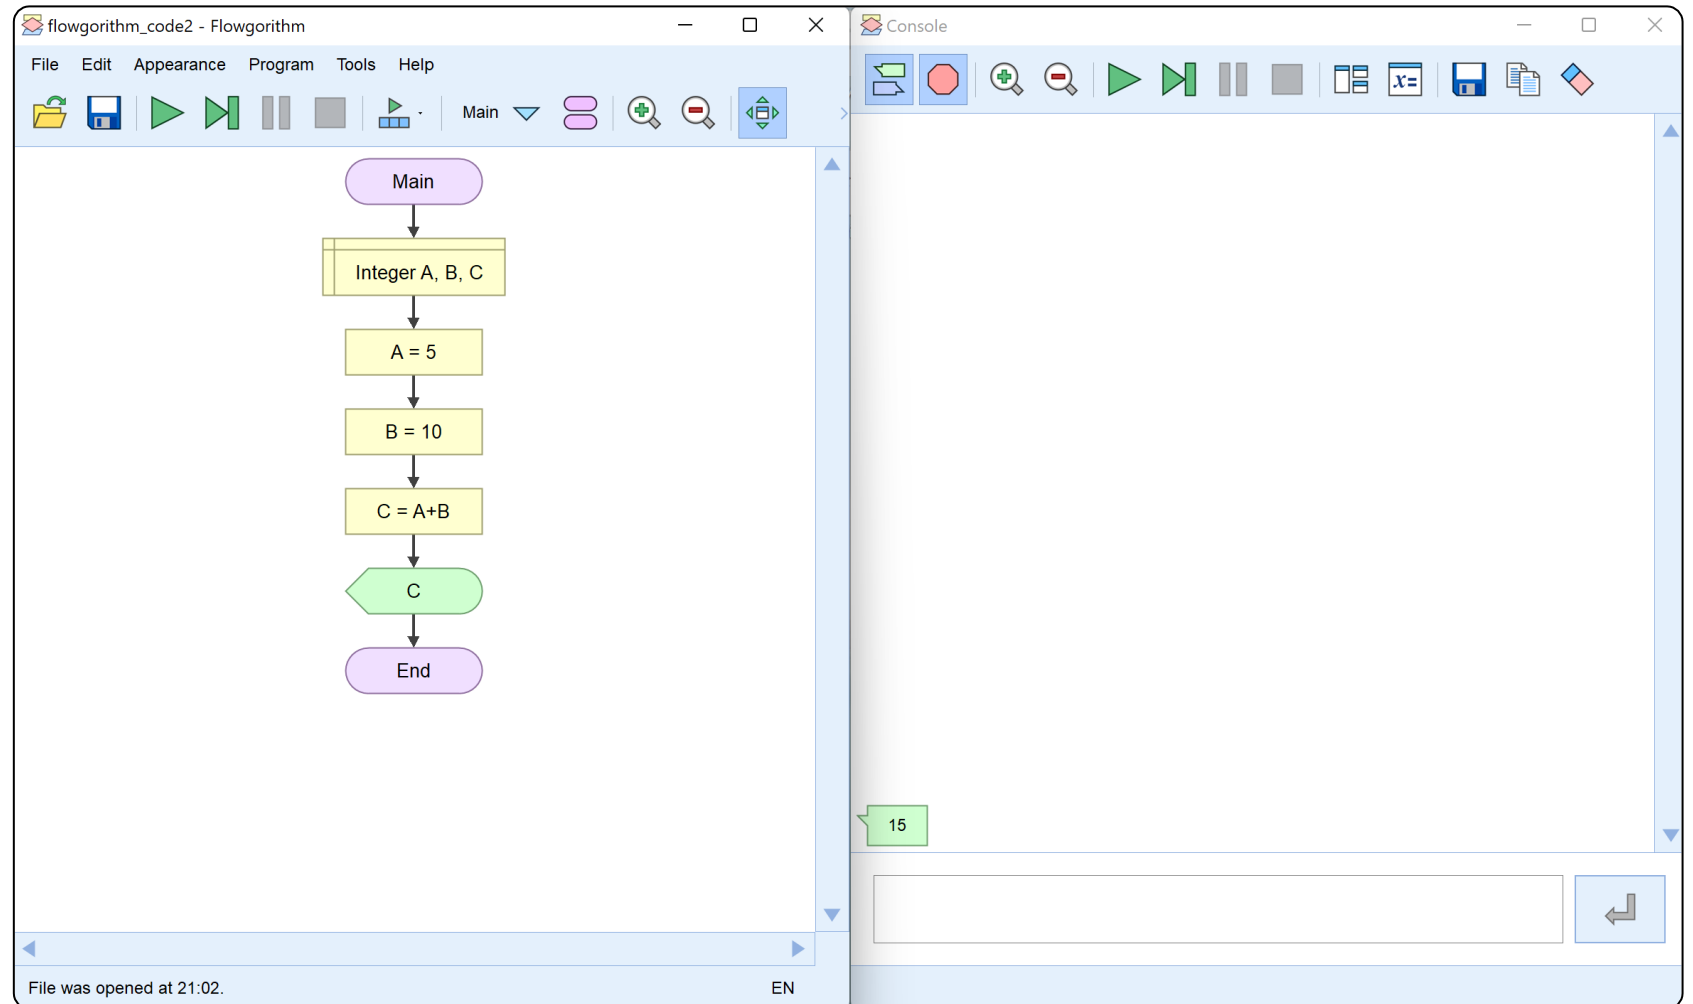 flowgorithm_code2 - Flowgorithm
File Edit Appearance Program Tools Help
Main
Main
Integer A, B, C
A = 5
B = 10
C = A+B
C
End
File was opened at 21:02.
EN
Console
x=
15